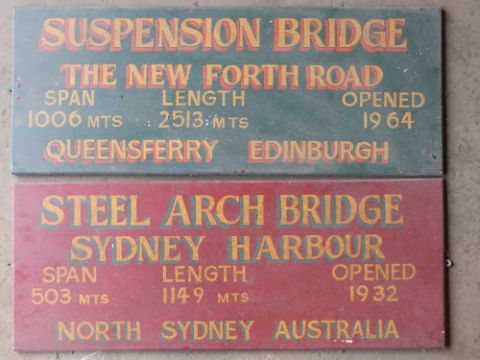 SUSPENSION BRIDGE
THE NEW FORTH ROAD
SPAN LENGTH OPENED
1006 MTS 2513 MTS 1964
QUEENSFERRY EDINBURGH
STEEL ARCH BRIDGE
SYDNEY HARBOUR
SPAN LENGTH OPENED
503 MTS 1149 MTS 1932
NORTH SYDNEY AUSTRALIA